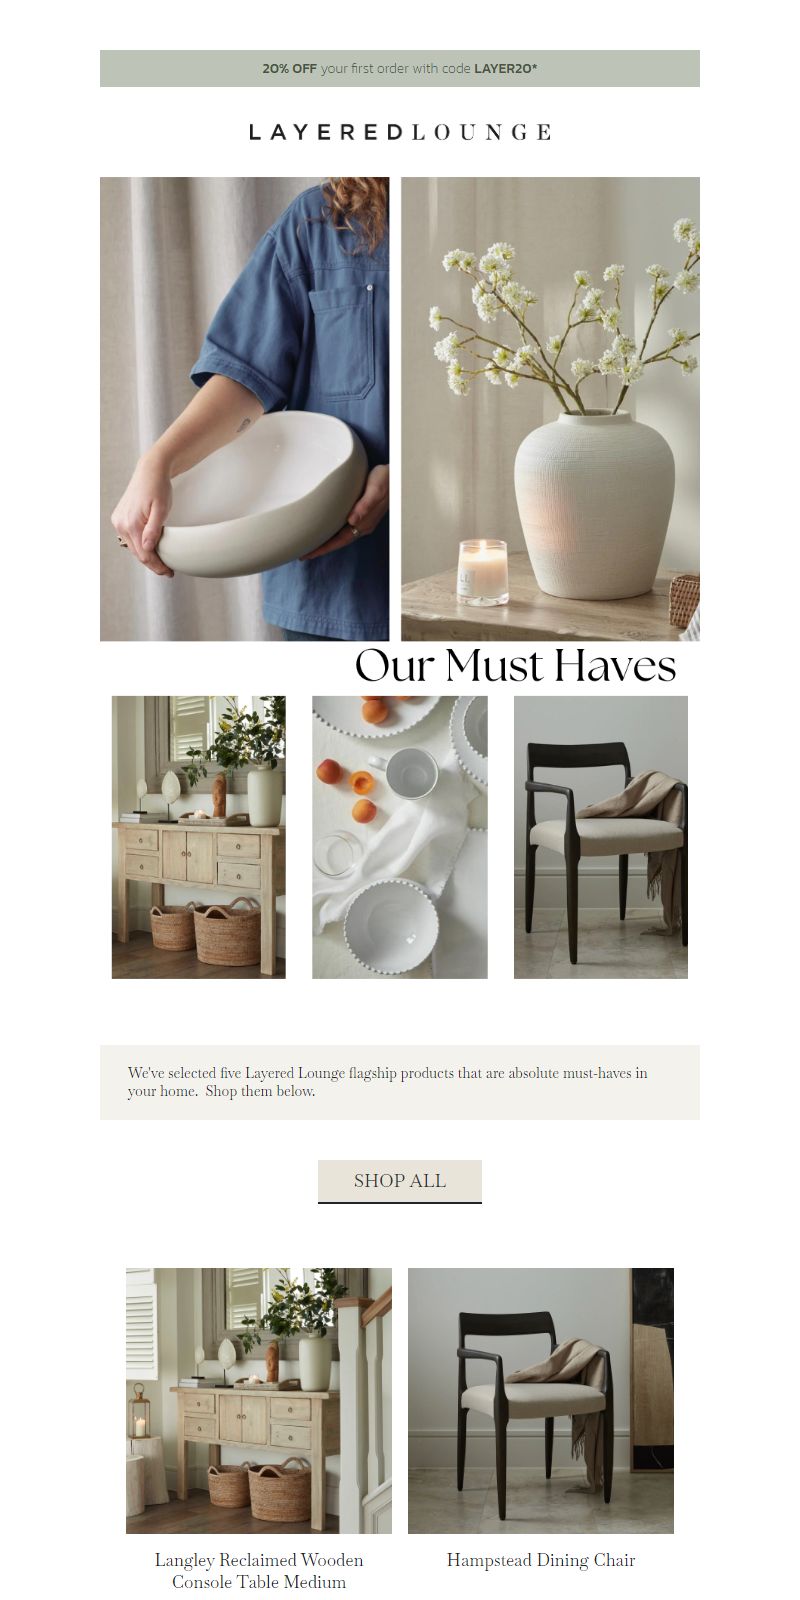 20% OFF your first order with code LAYER20*
LAYEREDLOUNGE
Our Must Haves
We've selected five Layered Lounge flagship products that are absolute must-haves in
your home.  Shop them below.
SHOP ALL
Langley Reclaimed Wooden
Console Table Medium
Hampstead Dining Chair